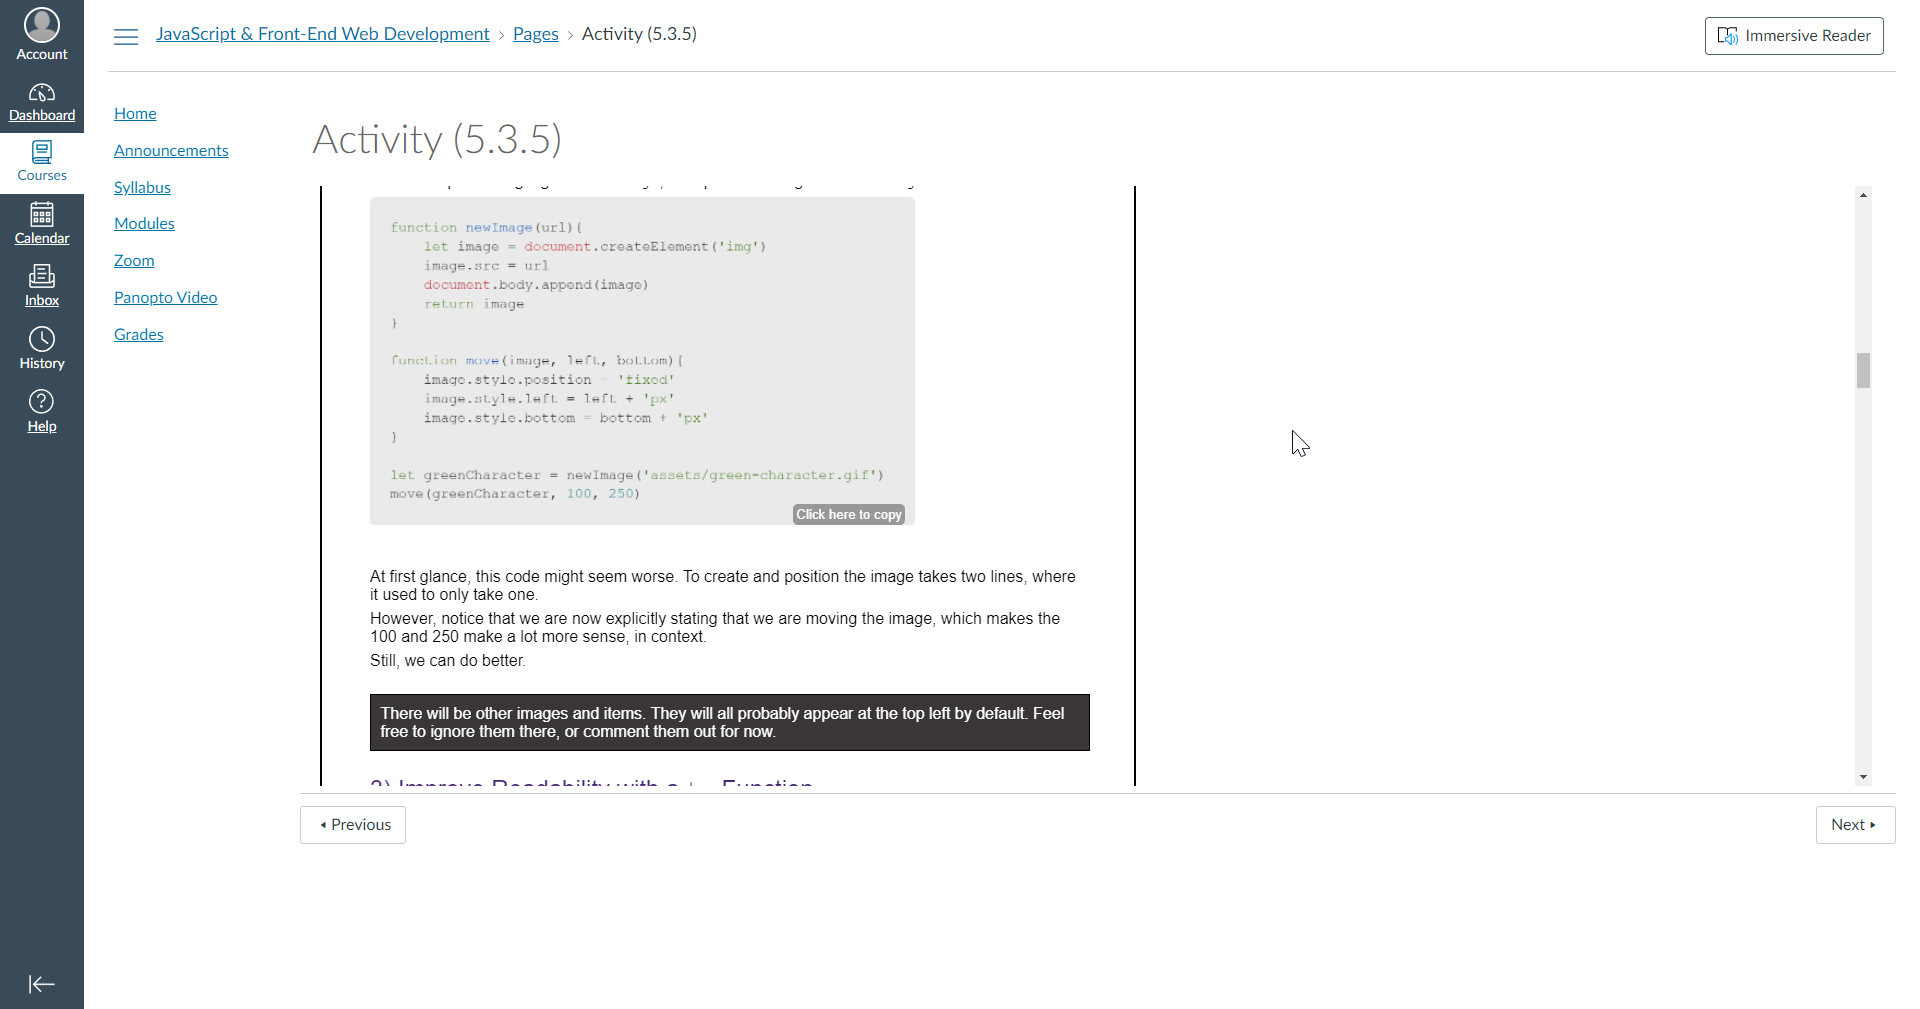 Account
Dashboard
Courses
Calendar
Inbox
History
Help
JavaScript & Front-End Web Development › Pages › Activity (5.3.5)
Immersive Reader
Home
Announcements
Syllabus
Modules
Zoom
Panopto Video
Grades
Activity (5.3.5)
function newImage(url){
    let image = document.createElement('img')
    image.src = url
    document.body.append(image)
    return image
}
function move(image, left, bottom){
    image.style.position = 'fixed'
    image.style.left = left + 'px'
    image.style.bottom = bottom + 'px'
}
let greenCharacter = newImage('assets/green-character.gif')
move(greenCharacter, 100, 250)
Click here to copy
At first glance, this code might seem worse. To create and position the image takes two lines, where
it used to only take one.
However, notice that we are now explicitly stating that we are moving the image, which makes the
100 and 250 make a lot more sense, in context.
Still, we can do better.
There will be other images and items. They will all probably appear at the top left by default. Feel
free to ignore them there, or comment them out for now.
Improve Readability with a Function
Previous
Next